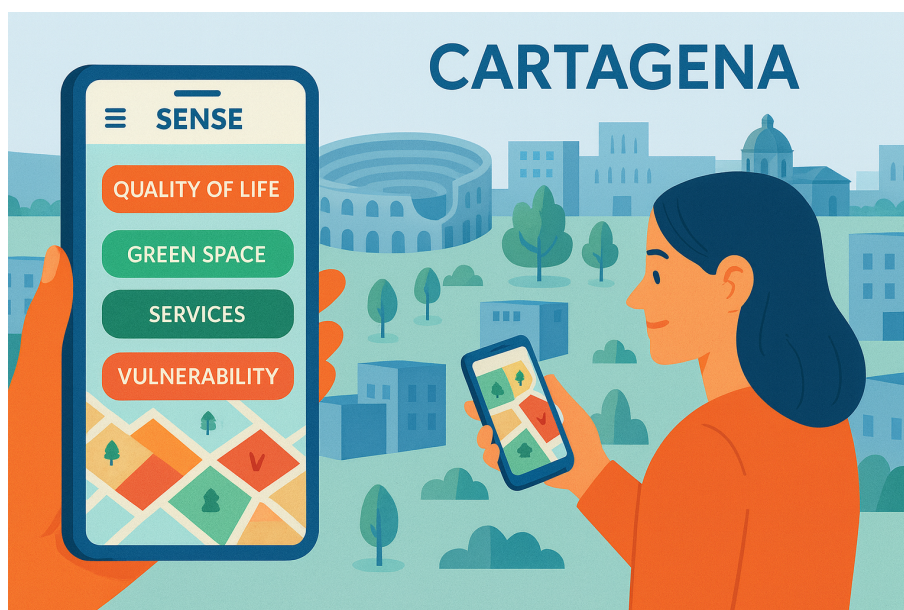 CARTAGENA
SENSE
QUALITY OF LIFE
GREEN SPACE
SERVICES
VULNERABILITY
V
V